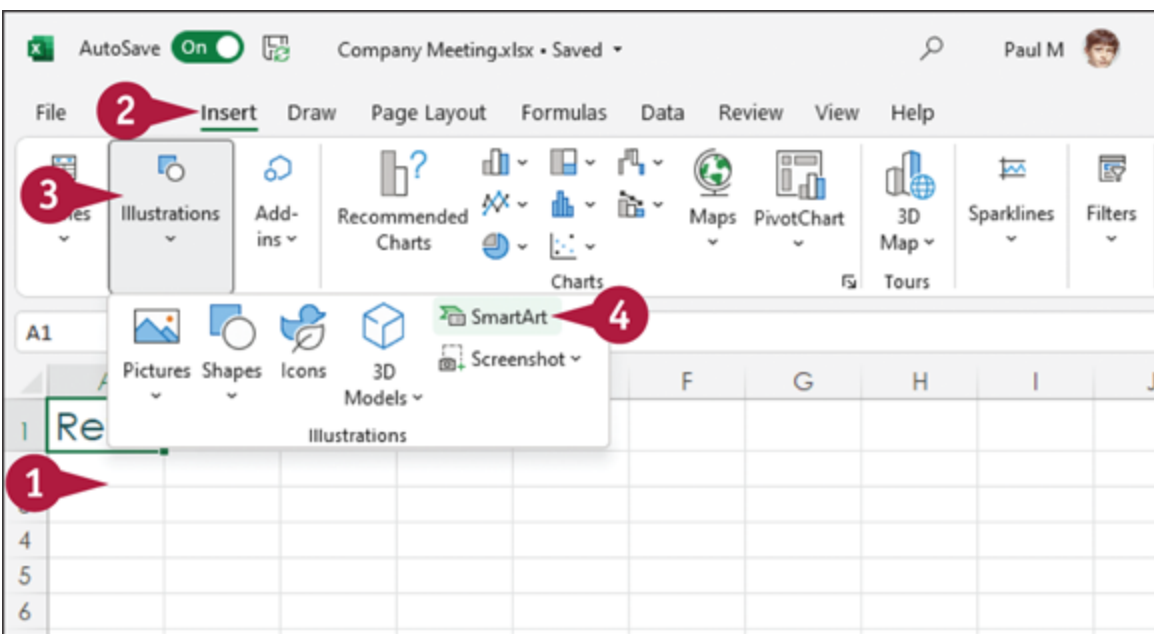 AutoSave On Company Meeting.xlsx • Saved Paul M
File 2 Insert Draw Page Layout Formulas Data Review View Help
3 Illustrations Add-ins Recommended Charts Maps PivotChart 3D Map Sparklines Filters
Charts Tours
A1
Pictures Shapes Icons 3D Models SmartArt 4
Screenshot
Illustrations
F G H I J
1 Re
1
4
5
6